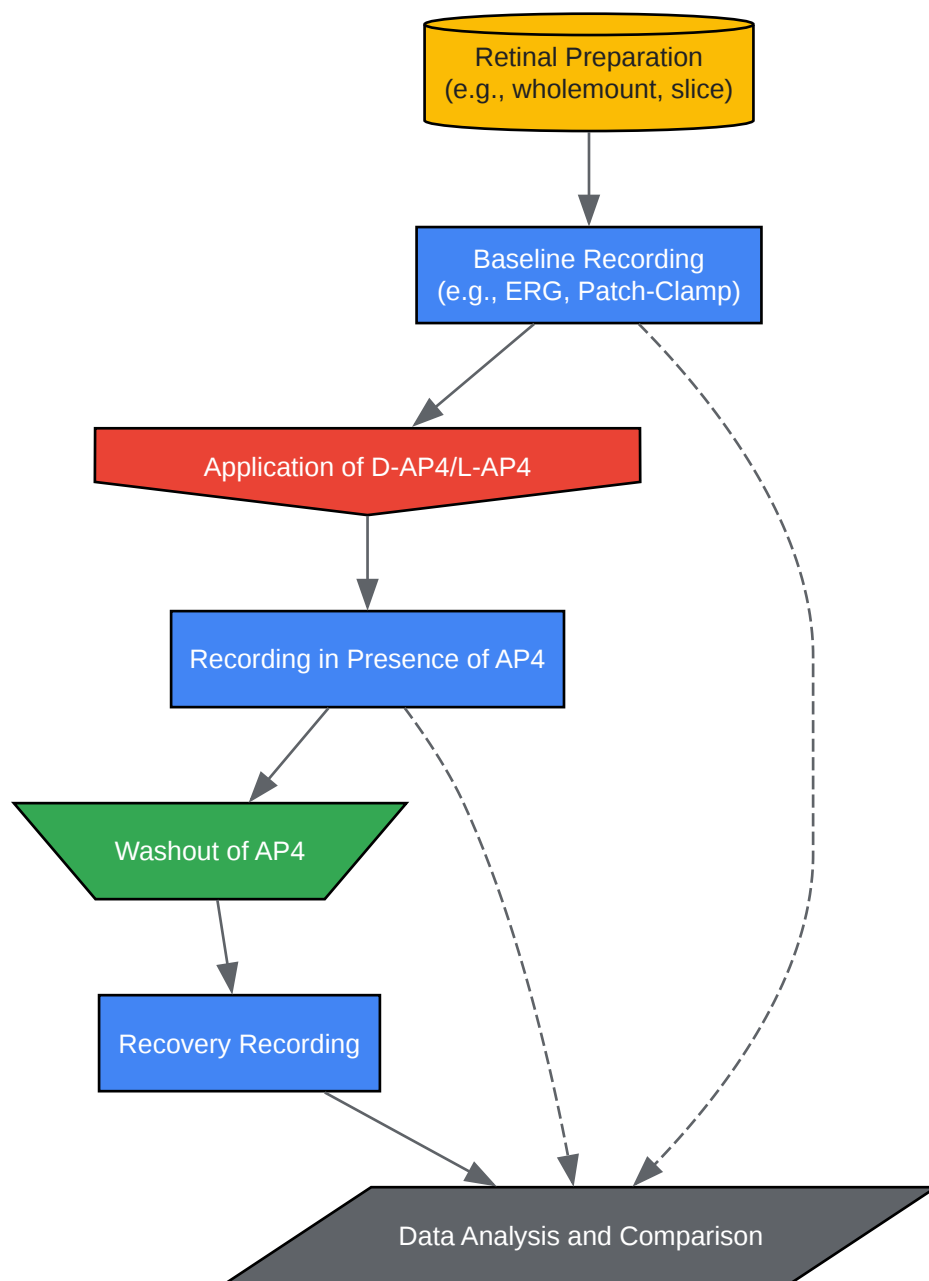 Retinal Preparation
(e.g., wholemount, slice)
Baseline Recording
(e.g., ERG, Patch-Clamp)
Application of D-AP4/L-AP4
Recording in Presence of AP4
Washout of AP4
Recovery Recording
Data Analysis and Comparison